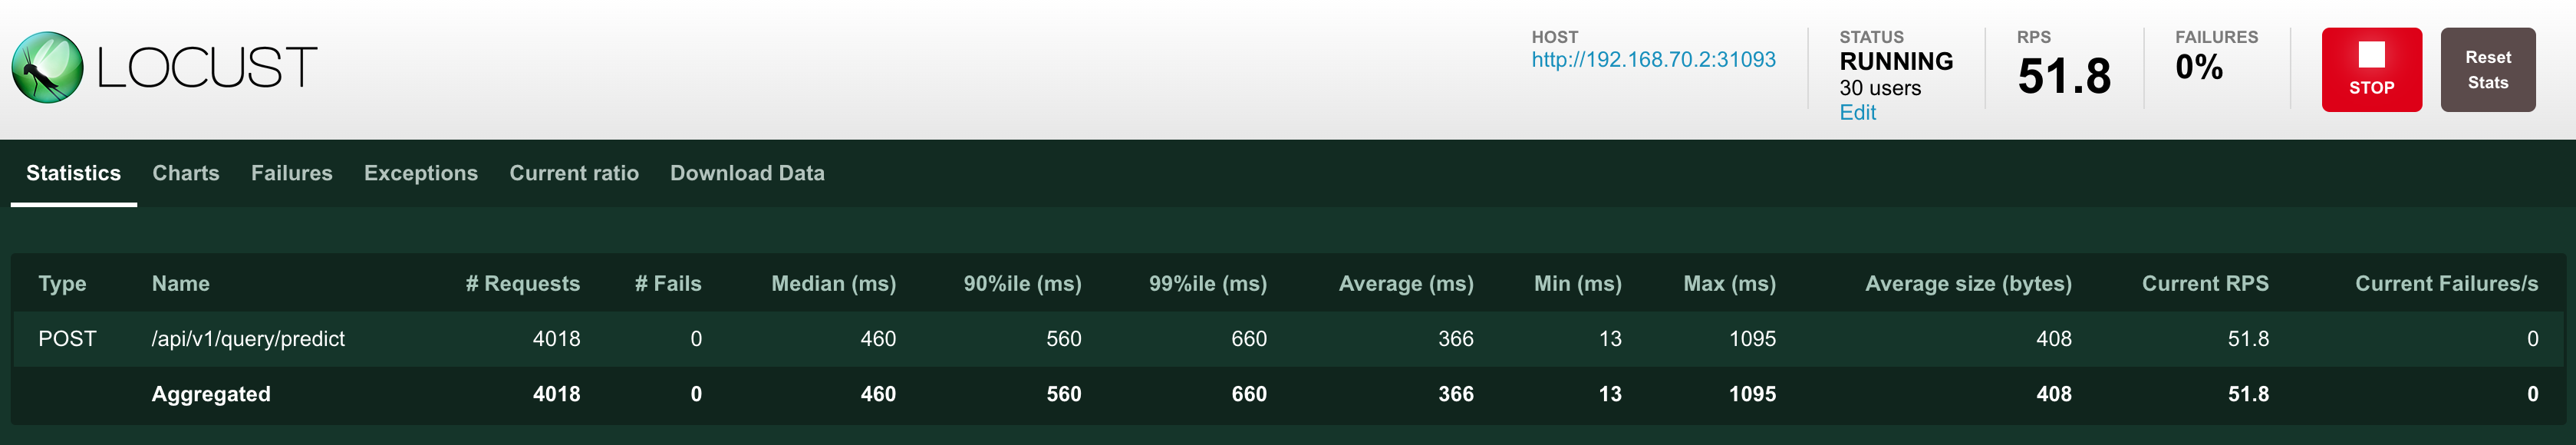 LOCUST
HOST
http://192.168.70.2:31093
STATUS
RUNNING
30 users
Edit
RPS
51.8
FAILURES
0%
STOP
Reset
Stats
Statistics Charts Failures Exceptions Current ratio Download Data
Type Name # Requests # Fails Median (ms) 90%ile (ms) 99%ile (ms) Average (ms) Min (ms) Max (ms) Average size (bytes) Current RPS Current Failures/s
POST /api/v1/query/predict 4018 0 460 560 660 366 13 1095 408 51.8 0
Aggregated 4018 0 460 560 660 366 13 1095 408 51.8 0